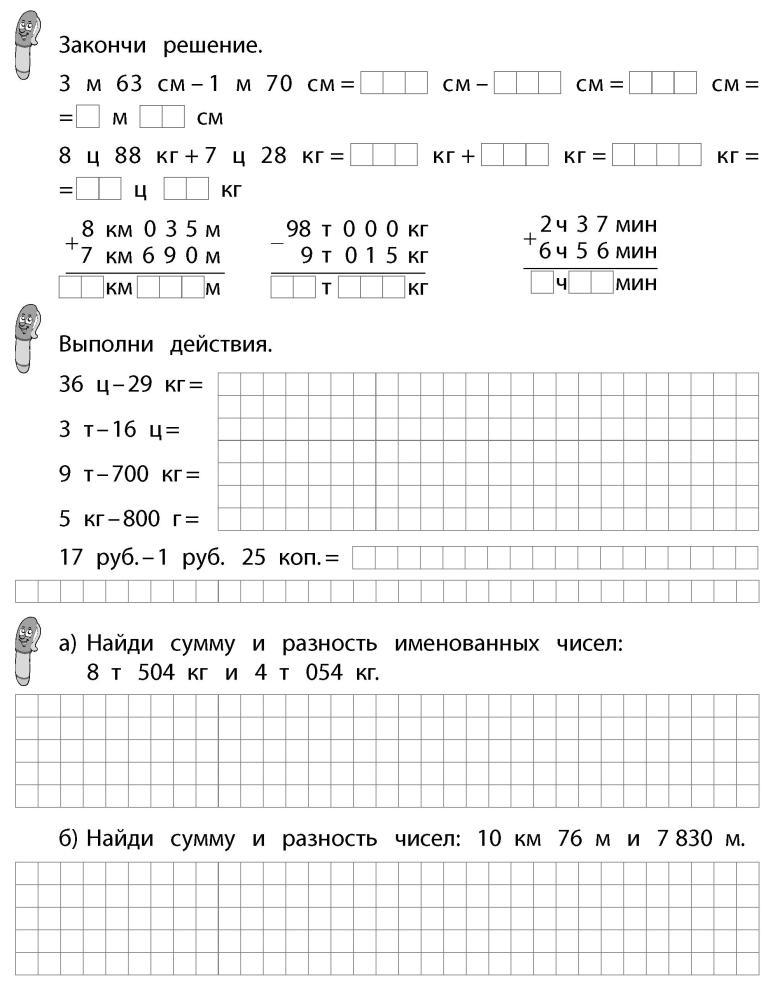 Закончи решение.
3 м 63 см – 1 м 70 см = см – см = см =
= м см
8 ц 88 кг + 7 ц 28 кг = кг + кг = кг =
= ц кг
+ 8 км 035 м
7 км 690 м
км м
– 98 т 000 кг
9 т 015 кг
т кг
+ 2 ч 37 мин
6 ч 56 мин
ч мин
Выполни действия.
36 ц – 29 кг =
3 т – 16 ц =
9 т – 700 кг =
5 кг – 800 г =
17 руб. – 1 руб. 25 коп. =
а) Найди сумму и разность именованных чисел:
8 т 504 кг и 4 т 054 кг.
б) Найди сумму и разность чисел: 10 км 76 м и 7 830 м.